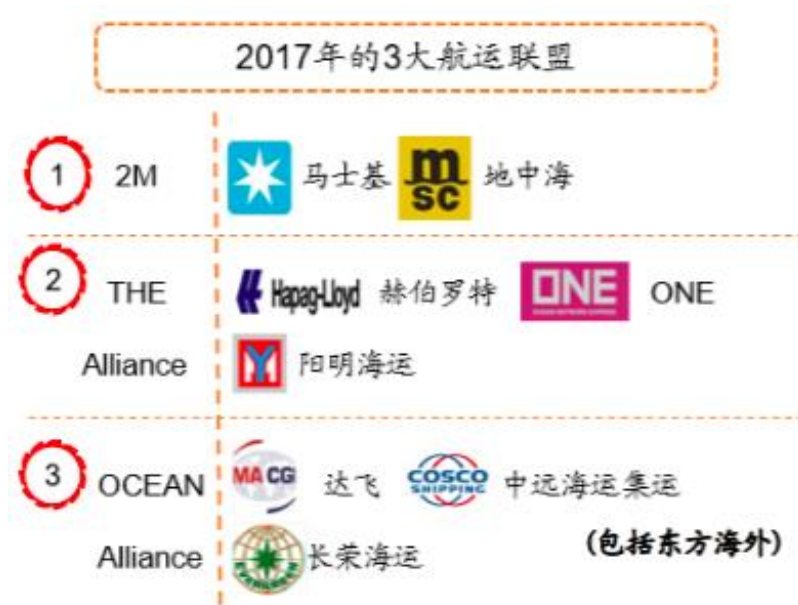 2017年的3大航运联盟
1 2M 马士基 msc 地中海
2 THE Hapag-Lloyd 赫伯罗特 ONE ONE
Alliance 阳明海运
3 OCEAN MA CG 达飞 COSCO SHIPPING 中远海运集运
(包括东方海外)
Alliance EVERGREEN 长荣海运